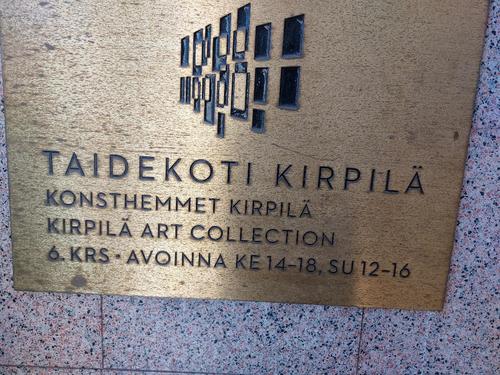 TAIDEKOTI KIRPILÄ
KONSTHEMMET KIRPILÄ
KIRPILÄ ART COLLECTION
6. KRS · AVOINNA KE 14–18, SU 12–16